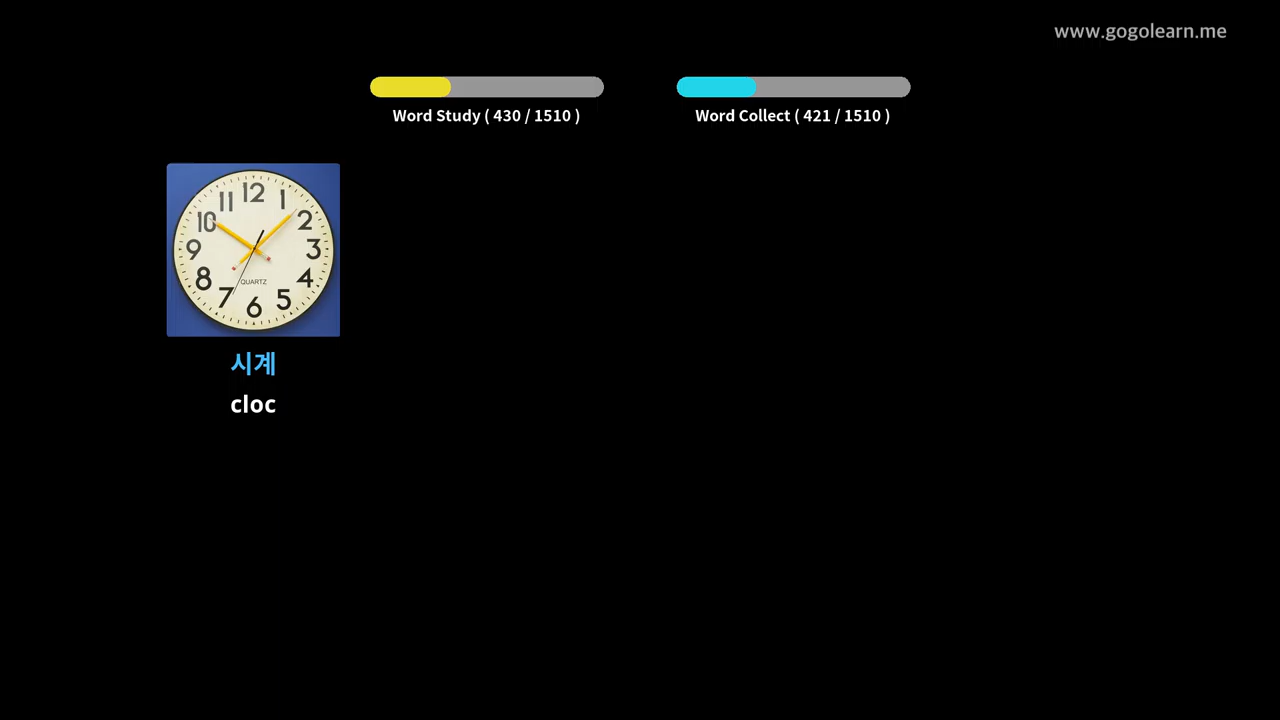 www.gogolearn.me
Word Study ( 430 / 1510 )
Word Collect ( 421 / 1510 )
12
11 1
10 2
9 3
8 4
7 5
6
QUARTZ
시계
cloc